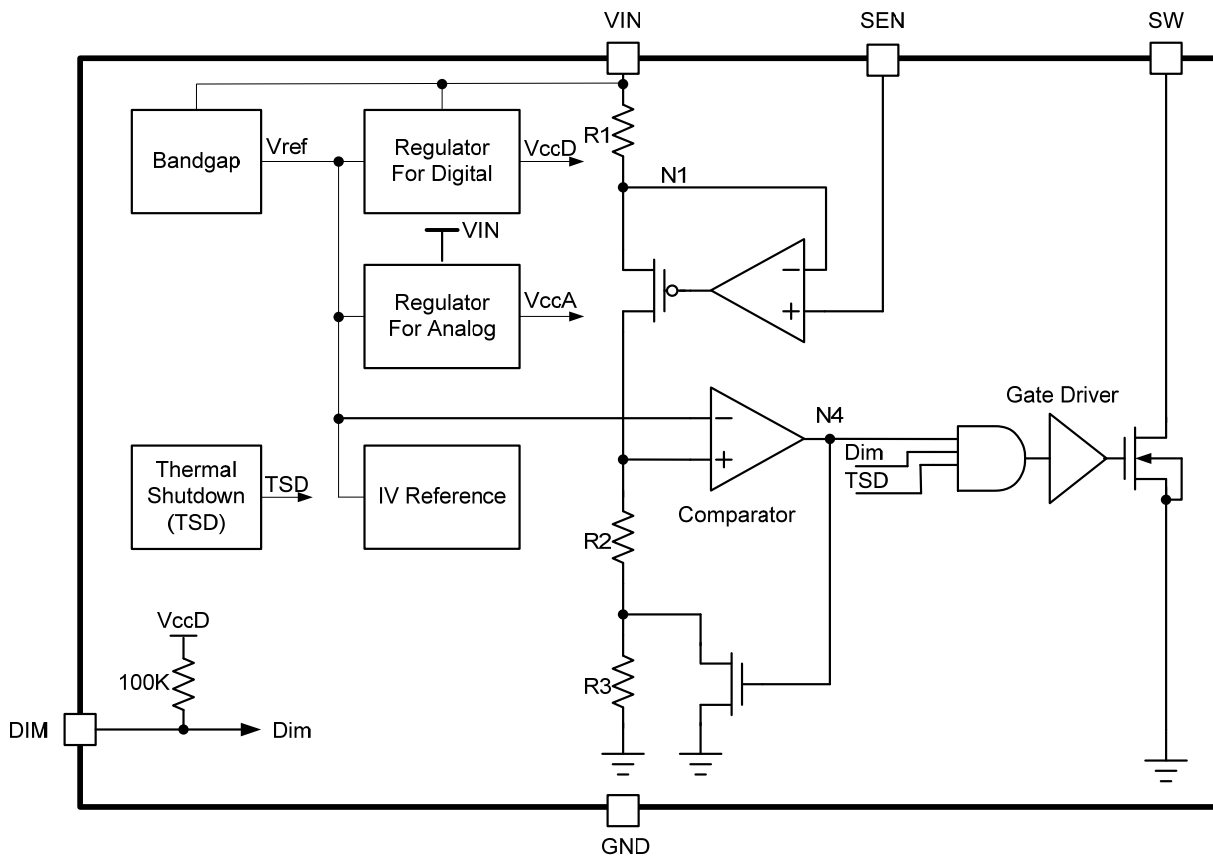 VIN
SEN
SW
Bandgap
Vref
Regulator
For Digital
VccD
R1
N1
VIN
Regulator
For Analog
VccA
−
+
Thermal
Shutdown
(TSD)
TSD
IV Reference
−
+
Comparator
N4
Dim
TSD
Gate Driver
R2
R3
VccD
100K
DIM
Dim
GND